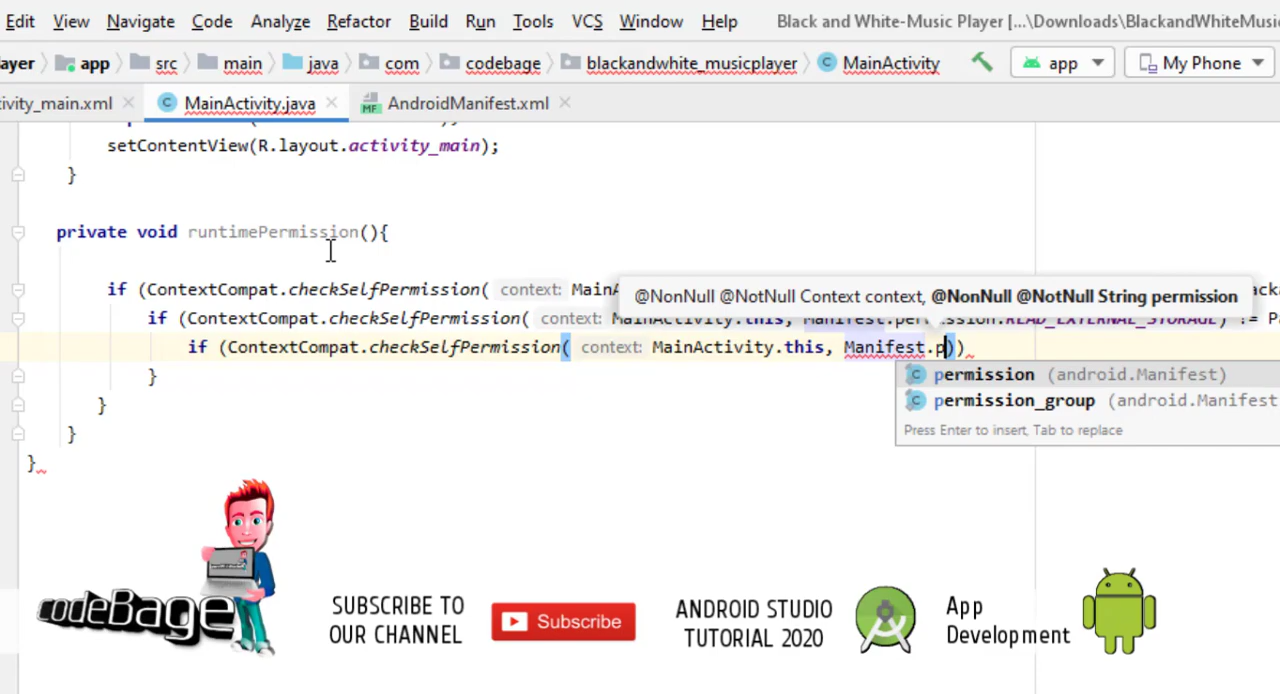 Edit View Navigate Code Analyze Refactor Build Run Tools VCS Window Help Black and White-Music Player [...\Downloads\BlackandWhiteMusic
ayer app src main java com codebage blackandwhite_musicplayer MainActivity app My Phone
ivity_main.xml MainActivity.java AndroidManifest.xml
setContentView(R.layout.activity_main);
}
private void runtimePermission(){
if (ContextCompat.checkSelfPermission( context: MainA
@NonNull @NotNull Context context, @NonNull @NotNull String permission
if (ContextCompat.checkSelfPermission( context: MainActivity.this, Manifest.permission.READ_EXTERNAL_STORAGE) != Pa
if (ContextCompat.checkSelfPermission( context: MainActivity.this, Manifest.p))
permission (android.Manifest)
}
permission_group (android.Manifest
}
Press Enter to insert, Tab to replace
}
}
codeBage
SUBSCRIBE TO
OUR CHANNEL
Subscribe
ANDROID STUDIO
TUTORIAL 2020
App
Development